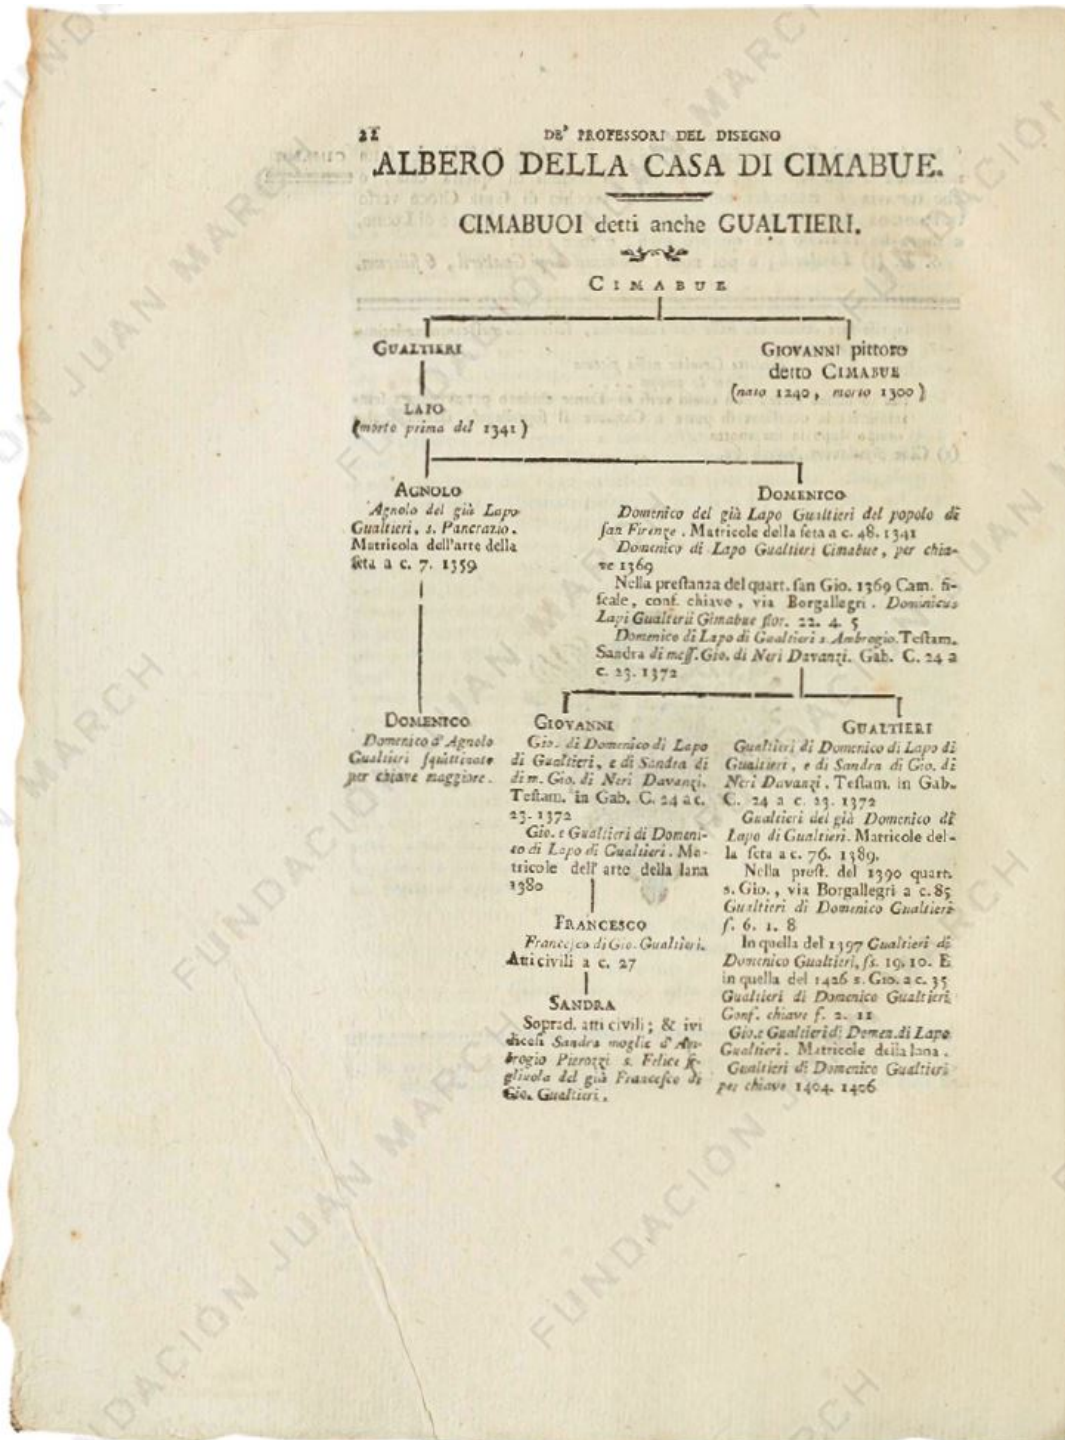 22 DE' PROFESSORI DEL DISEGNO
ALBERO DELLA CASA DI CIMABUE.
CIMABUOI detti anche GUALTIERI.
CIMABUE
GUALTIERI
GIOVANNI pittore
detto CIMABUE
(nato 1240, morto 1300)
LAPO
(morto prima del 1341)
AGNOLO
Agnolo del già Lapo
Gualtieri, s. Pancrazio.
Matricola dell'arte della
ſeta a c. 7. 1359
DOMENICO
Domenico del già Lapo Gualtieri del popolo di
ſan Firenze. Matricole della ſeta a c. 48. 1341
Domenico di Lapo Gualtieri Cimabue, per chia-
ve 1369
Nella preſtanza del quart. ſan Gio. 1369 Cam. fi-
ſcale, conf. chiave, via Borgallegri. Dominicus
Lapi Gualterii Gimabue flor. 22. 4. 5
Domenico di Lapo di Gualtieri s. Ambrogio. Teſtam.
Sandra di meſſ. Gio. di Neri Davanzi. Gab. C. 24 a
c. 23. 1372
DOMENICO
Domenico d'Agnolo
Gualtieri ſquittinato
per chiave maggiore.
GIOVANNI
Gio. di Domenico di Lapo
di Gualtieri, e di Sandra di
di m. Gio. di Neri Davanzi.
Teſtam. in Gab. C. 24 a c.
23. 1372
Gio. e Gualtieri di Domeni-
co di Lapo di Gualtieri. Ma-
tricole dell' arte della lana
1380
FRANCESCO
Franceſco di Gio. Gualtieri.
Atti civili a c. 27
SANDRA
Soprad. atti civili; & ivi
diceſi Sandra moglie d'Am-
brogio Pierozzi s. Felice fi-
gliuola del già Franceſco di
Gio. Gualtieri.
GUALTIERI
Gualtieri di Domenico di Lapo di
Gualtieri, e di Sandra di Gio. di
Neri Davanzi. Teſtam. in Gab.
C. 24 a c. 23. 1372
Gualtieri del già Domenico di
Lapo di Gualtieri. Matricole del-
la ſeta a c. 76. 1389.
Nella preſt. del 1390 quart.
s. Gio., via Borgallegri a c. 85
Gualtieri di Domenico Gualtieri
f. 6. 1. 8
In quella del 1397 Gualtieri di
Domenico Gualtieri, ſs. 19. 10. E
in quella del 1426 s. Gio. a c. 35
Gualtieri di Domenico Gualtieri
Gonf. chiave f. 2. 11
Gio. e Gualtieri di Domen. di Lapo
Gualtieri. Matricole della lana.
Gualtieri di Domenico Gualtieri
per chiave 1404. 1406
FUNDACIÓN JUAN MARCH